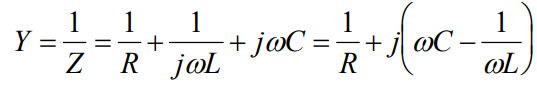 Y = 1/Z = 1/R + 1/jωL + jωC = 1/R + j(ωC − 1/ωL)